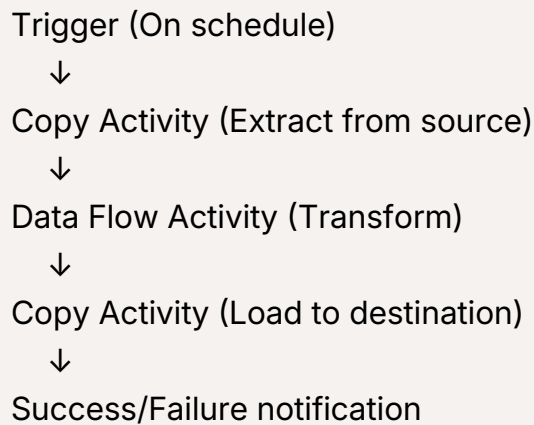 Trigger (On schedule)
↓
Copy Activity (Extract from source)
↓
Data Flow Activity (Transform)
↓
Copy Activity (Load to destination)
↓
Success/Failure notification